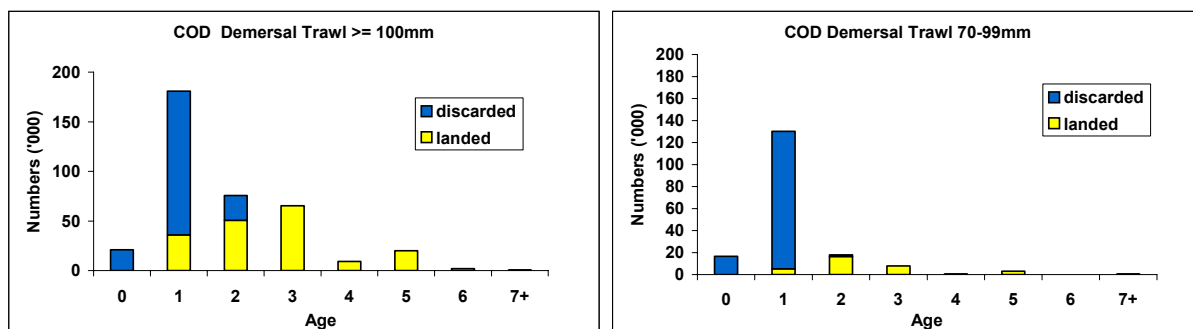 COD Demersal Trawl >= 100mm
200
150
100
50
0
Numbers ('000)
discarded
landed
0 1 2 3 4 5 6 7+
Age
COD Demersal Trawl 70-99mm
200
180
160
140
120
100
80
60
40
20
0
Numbers ('000)
discarded
landed
0 1 2 3 4 5 6 7+
Age